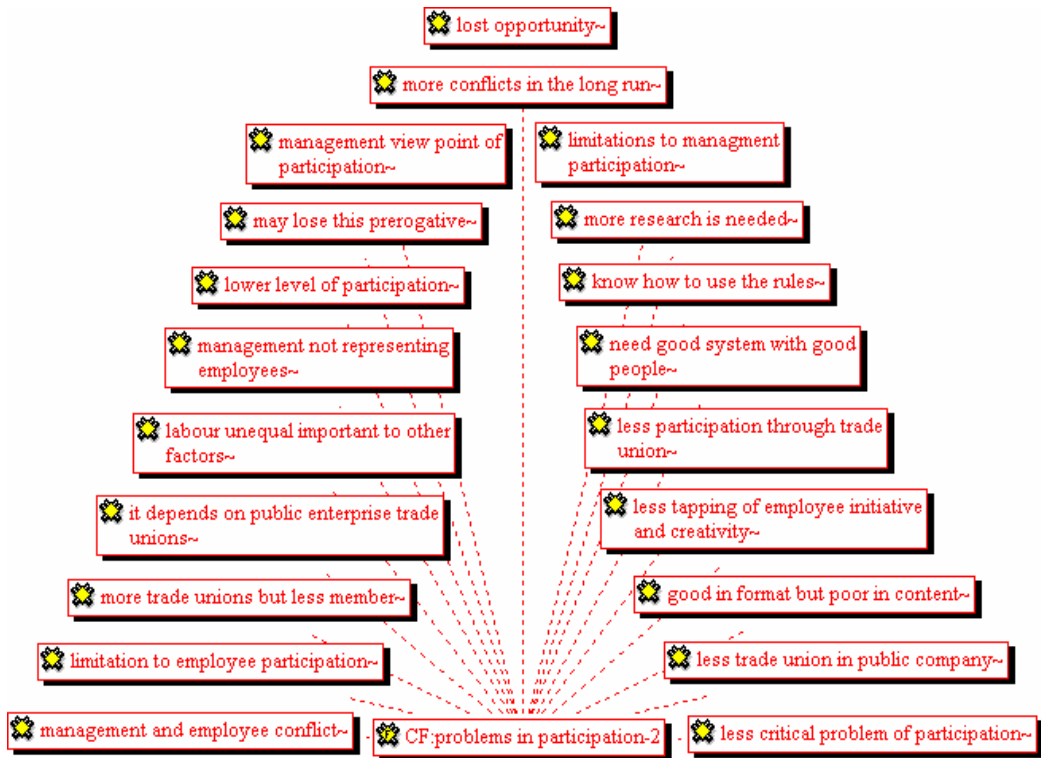 lost opportunity~
more conflicts in the long run~
management view point of
participation~
limitations to managment
participation~
may lose this prerogative~
more research is needed~
lower level of participation~
know how to use the rules~
management not representing
employees~
need good system with good
people~
labour unequal important to other
factors~
less participation through trade
union~
it depends on public enterprise trade
unions~
less tapping of employee initiative
and creativity~
more trade unions but less member~
good in format but poor in content~
limitation to employee participation~
less trade union in public company~
management and employee conflict~
CF:problems in participation-2
less critical problem of participation~